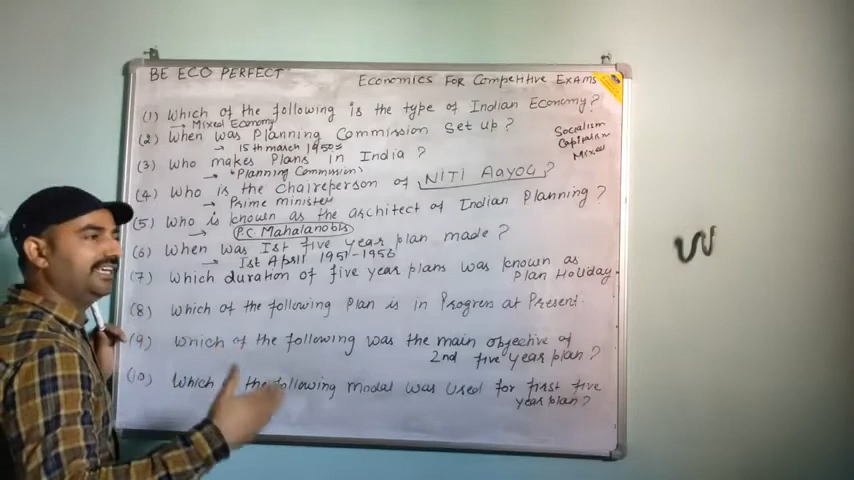 BE ECO PERFECT
Economics For Competitive Exams
(1) Which of the following is the type of Indian Economy?
→ Mixed Economy
(2) When was Planning Commission Set up?
→ 15th march 1950
Socialism
Capitalism
Mixed
(3) Who makes Plans in India?
→ "Planning Commission"
(4) Who is the Chaireperson of NITI Aayog?
→ Prime minister
(5) Who is known as the architect of Indian Planning?
→ P.C. Mahalanobis
(6) When was Ist five year plan made?
→ Ist April 1951-1956
(7) Which duration of five year plans was known as
Plan Holiday.
(8) Which of the following Plan is in Progress at Present.
(9) Which of the following was the main objective of
2nd five year plan?
(10) Which the following modal was used for first five
year plan?